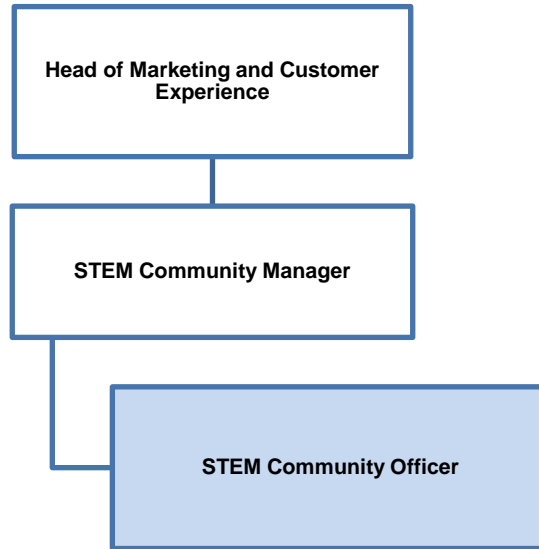 Head of Marketing and Customer
Experience
STEM Community Manager
STEM Community Officer